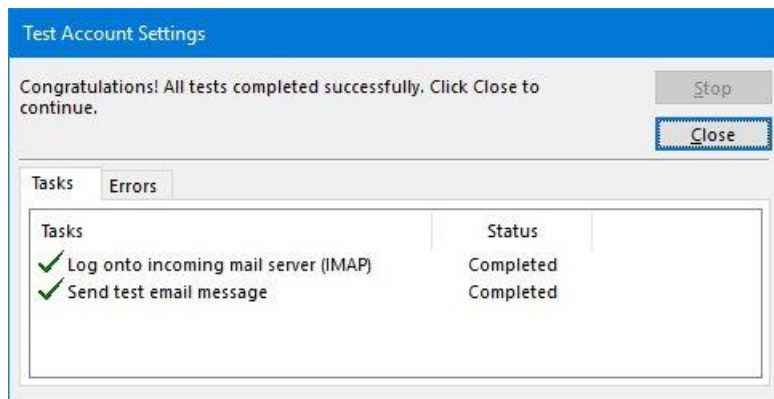 Test Account Settings
Congratulations! All tests completed successfully. Click Close to
continue.
Stop
Close
Tasks Errors
Tasks Status
Log onto incoming mail server (IMAP) Completed
Send test email message Completed